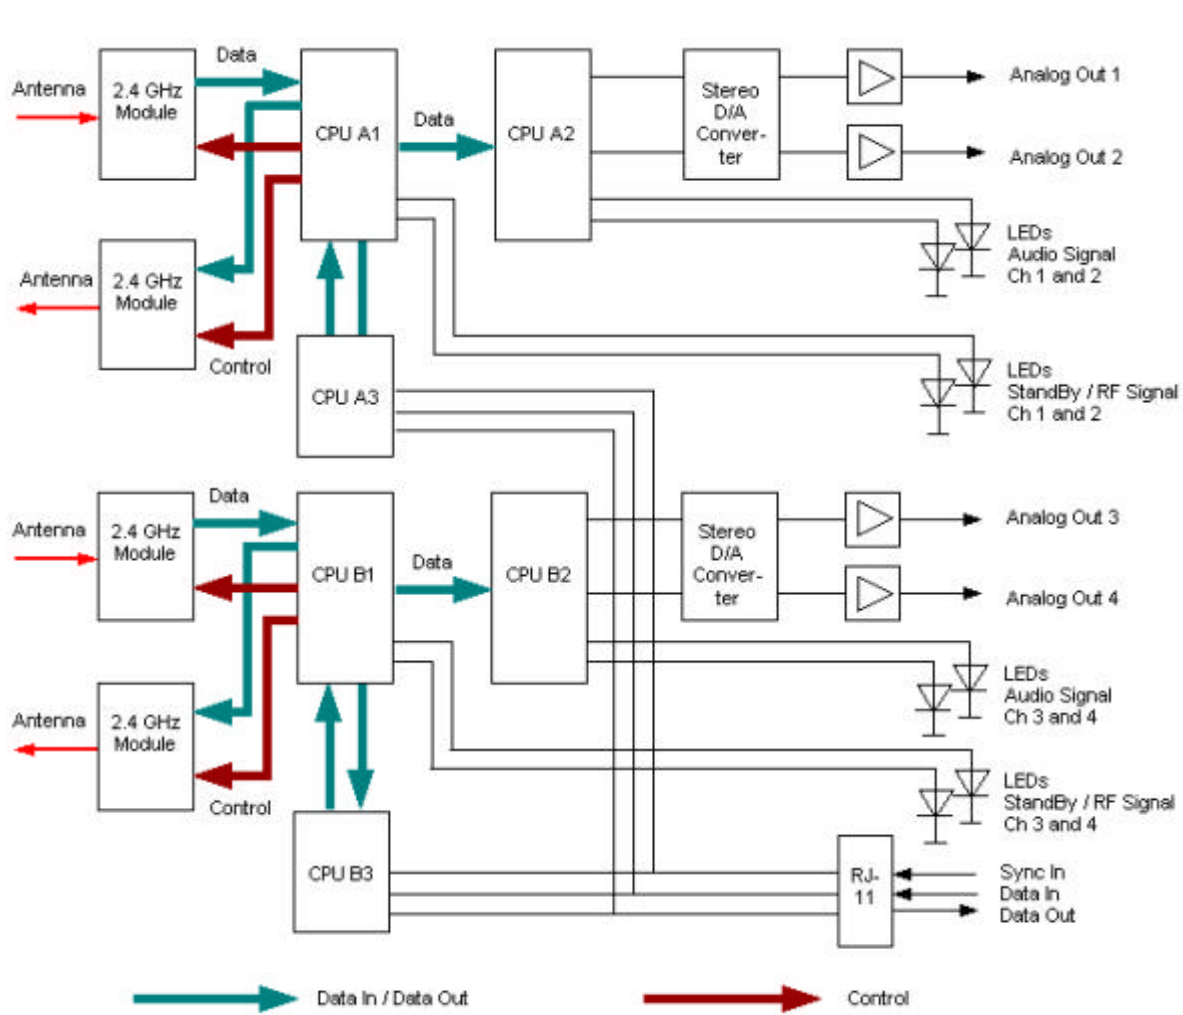 Data
Antenna
2.4 GHz
Module
CPU A1
Data
CPU A2
Stereo
D/A
Conver-
ter
Analog Out 1
Analog Out 2
Antenna
2.4 GHz
Module
Control
LEDs
Audio Signal
Ch 1 and 2
CPU A3
LEDs
StandBy / RF Signal
Ch 1 and 2
Data
Antenna
2.4 GHz
Module
CPU B1
Data
CPU B2
Stereo
D/A
Conver-
ter
Analog Out 3
Analog Out 4
Antenna
2.4 GHz
Module
Control
LEDs
Audio Signal
Ch 3 and 4
LEDs
StandBy / RF Signal
Ch 3 and 4
CPU B3
RJ-
11
Sync In
Data In
Data Out
Data In / Data Out
Control